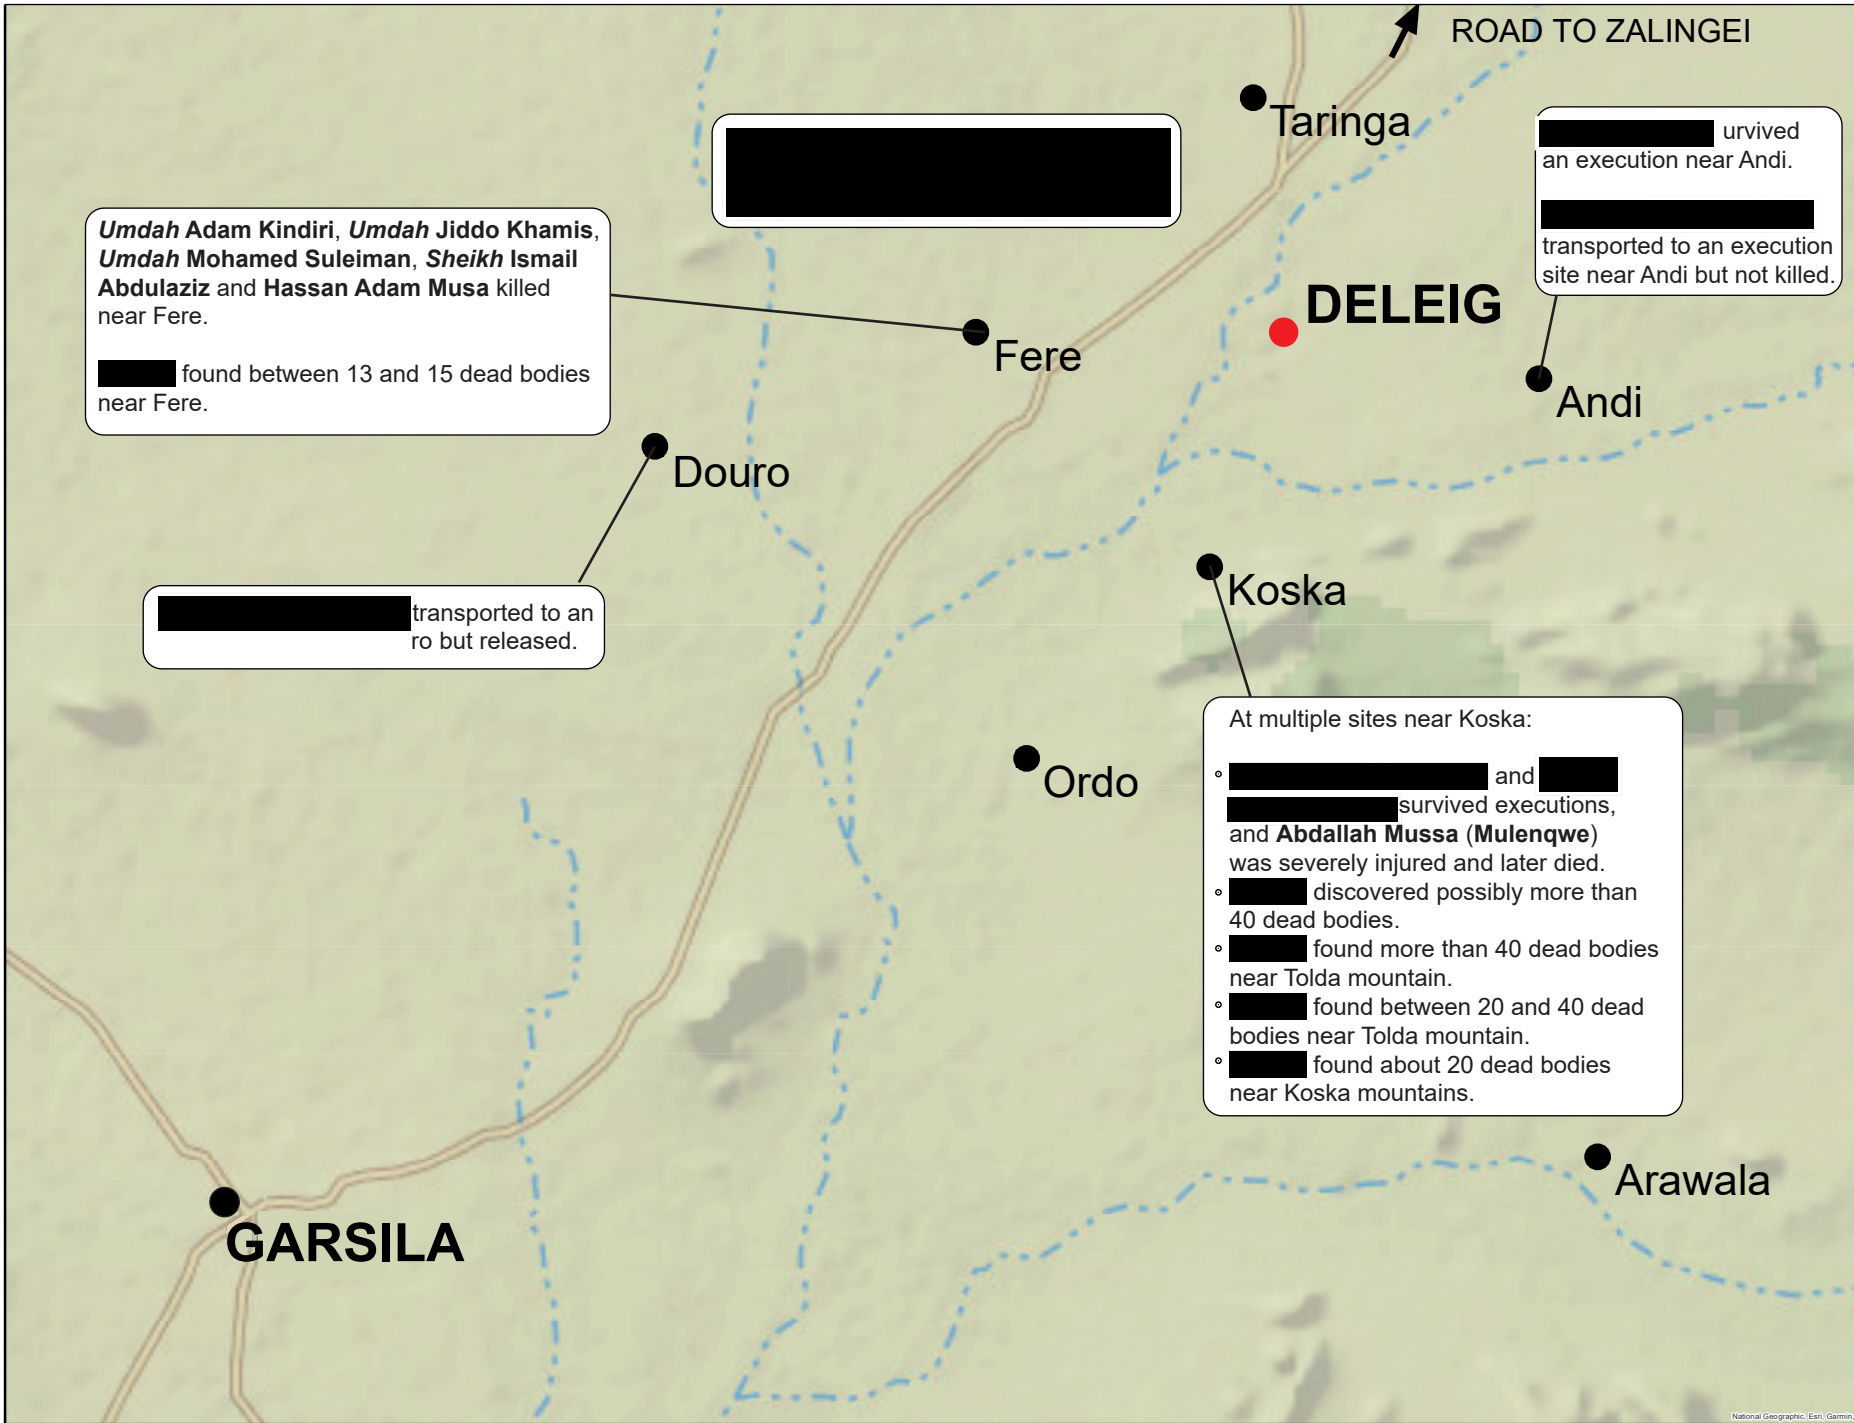 ROAD TO ZALINGEI
Taringa
urvived
an execution near Andi.
transported to an execution
site near Andi but not killed.
Umdah Adam Kindiri, Umdah Jiddo Khamis,
Umdah Mohamed Suleiman, Sheikh Ismail
Abdulaziz and Hassan Adam Musa killed
near Fere.
found between 13 and 15 dead bodies
near Fere.
DELEIG
Fere
Andi
Douro
Koska
transported to an
ro but released.
At multiple sites near Koska:
and
survived executions,
and Abdallah Mussa (Mulenqwe)
was severely injured and later died.
discovered possibly more than
40 dead bodies.
found more than 40 dead bodies
near Tolda mountain.
found between 20 and 40 dead
bodies near Tolda mountain.
found about 20 dead bodies
near Koska mountains.
Ordo
Arawala
GARSILA
National Geographic, Esri, Garmin,